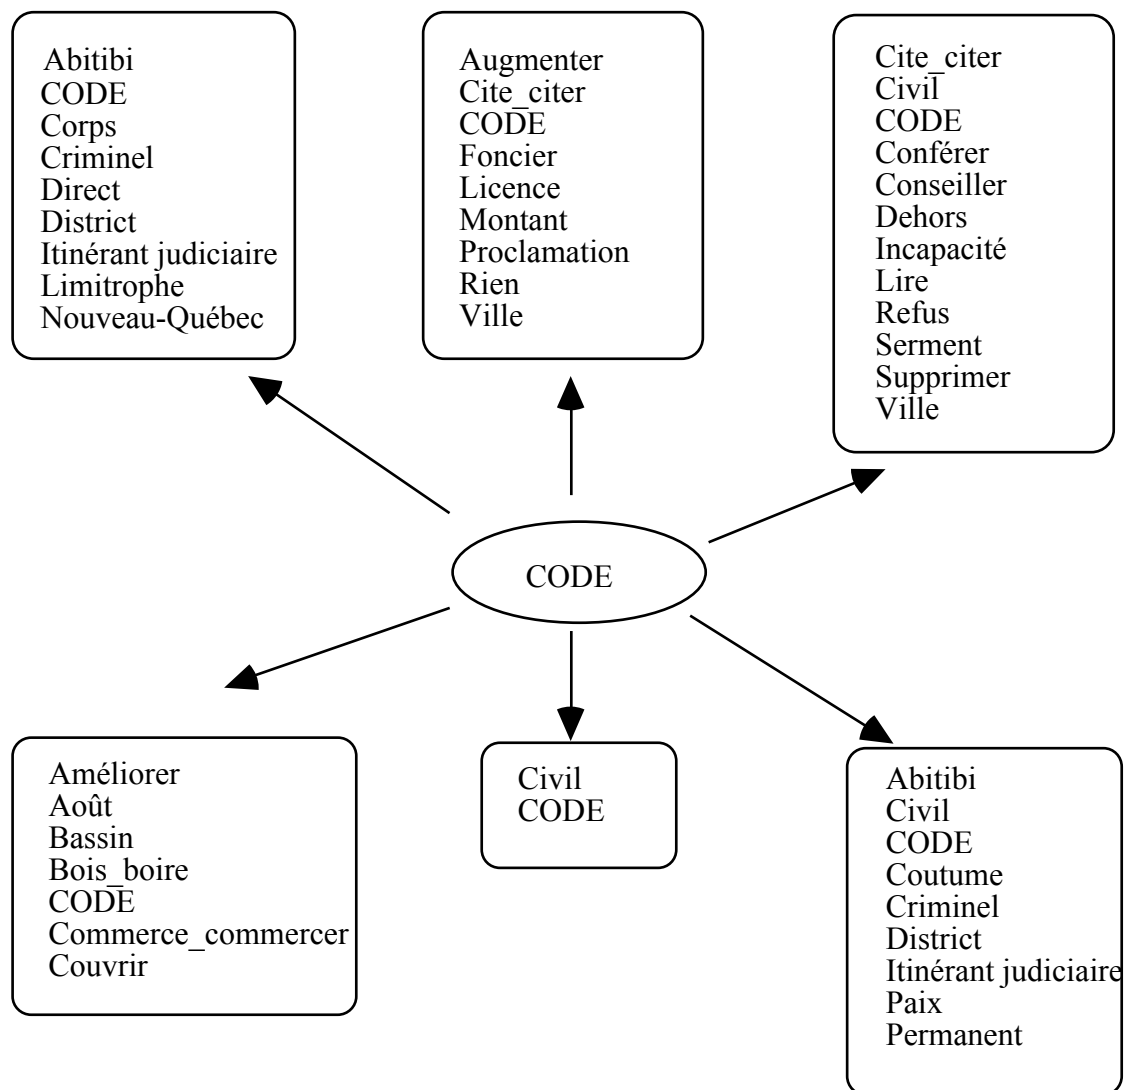 Abitibi
CODE
Corps
Criminel
Direct
District
Itinérant judiciaire
Limitrophe
Nouveau-Québec
Augmenter
Cite_citer
CODE
Foncier
Licence
Montant
Proclamation
Rien
Ville
Cite_citer
Civil
CODE
Conférer
Conseiller
Dehors
Incapacité
Lire
Refus
Serment
Supprimer
Ville
CODE
Améliorer
Août
Bassin
Bois_boire
CODE
Commerce_commercer
Couvrir
Civil
CODE
Abitibi
Civil
CODE
Coutume
Criminel
District
Itinérant judiciaire
Paix
Permanent